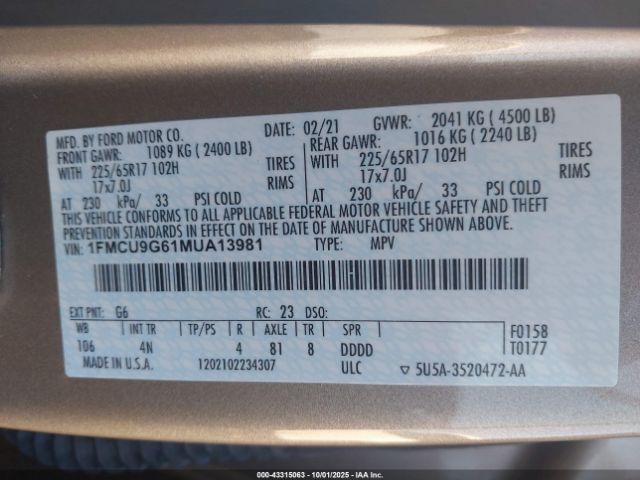 MFD. BY FORD MOTOR CO. DATE: 02/21 GVWR: 2041 KG ( 4500 LB)
FRONT GAWR: 1089 KG ( 2400 LB) REAR GAWR: 1016 KG ( 2240 LB)
WITH 225/65R17 102H TIRES WITH 225/65R17 102H TIRES
17x7.0J RIMS 17x7.0J RIMS
AT 230 kPa/ 33 PSI COLD AT 230 kPa/ 33 PSI COLD
THIS VEHICLE CONFORMS TO ALL APPLICABLE FEDERAL MOTOR VEHICLE SAFETY AND THEFT
PREVENTION STANDARDS IN EFFECT ON THE DATE OF MANUFACTURE SHOWN ABOVE.
VIN: 1FMCU9G61MUA13981 TYPE: MPV
EXT PNT: G6 RC: 23 DSO:
WB INT TR TP/PS R AXLE TR SPR F0158
106 4N 4 81 8 DDDD T0177
MADE IN U.S.A. 1202102234307 ULC ▽ 5U5A-3520472-AA
000-43315063 - 10/01/2025 - COPYRIGHT © IAA, INC.